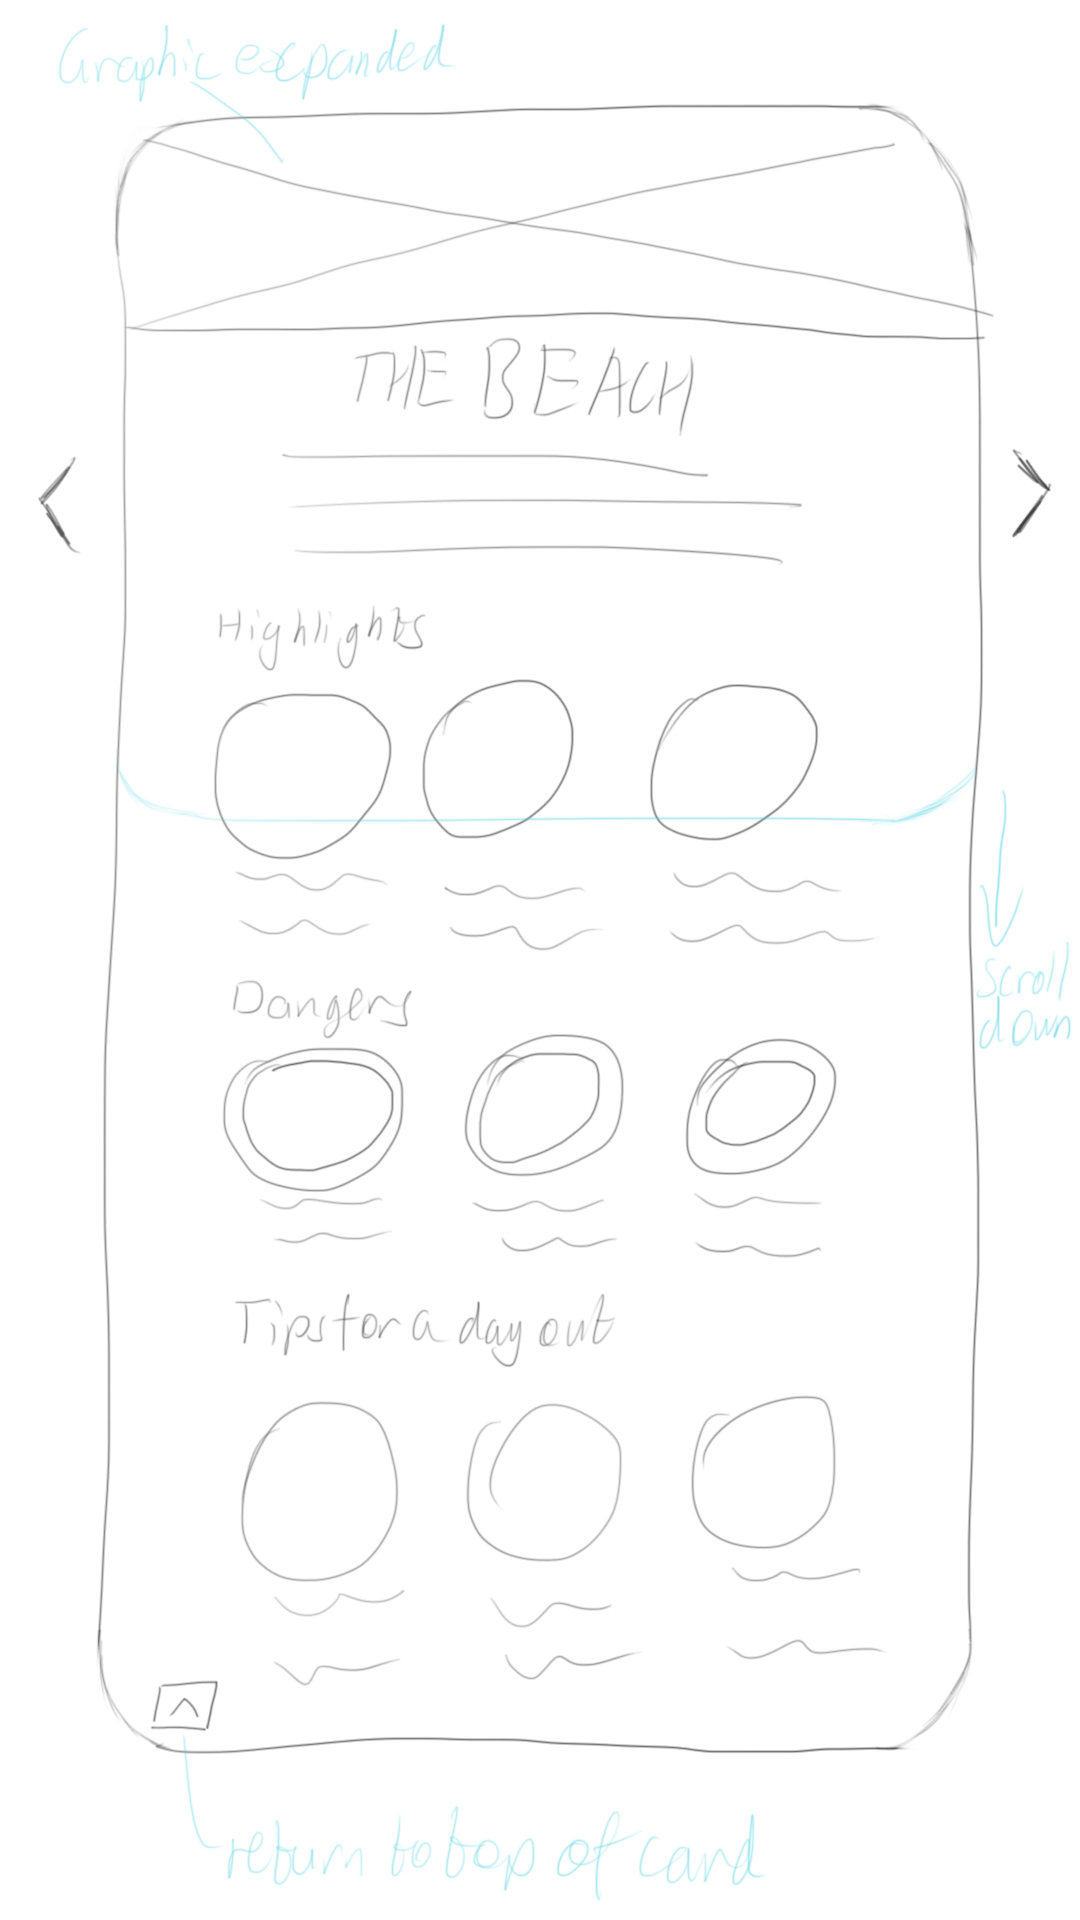 Graphic expanded
THE BEACH
Highlights
Dangers
Scroll
down
Tips for a day out
return to top of card